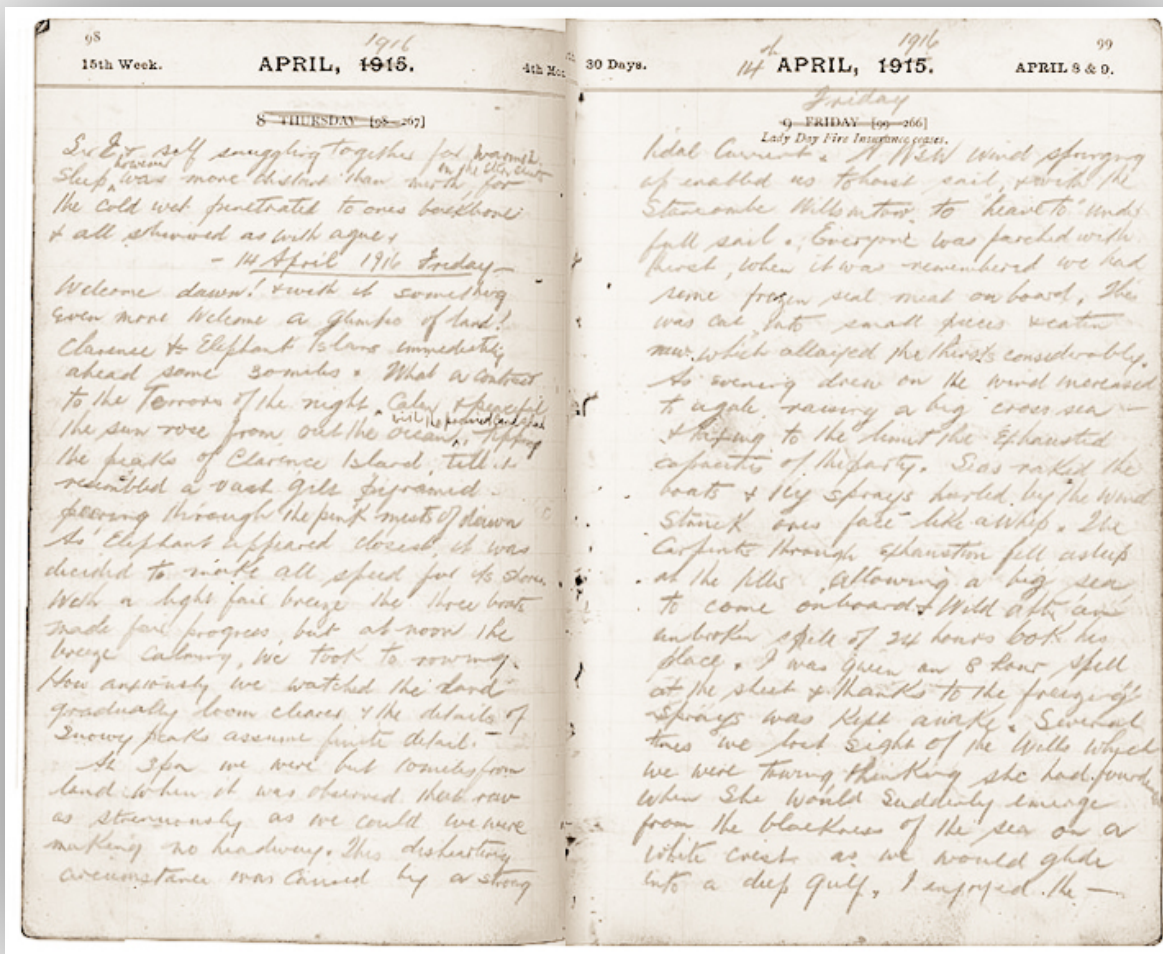 98
1916
15th Week. APRIL, 1915. 4th Mo
8 THURSDAY [98—267]
Sir E & self snuggling together for warmth.
Sleep, however was more distant than mirth, for
the cold wet penetrated to ones backbone
& all shivered as with ague.
— 14 April 1916 Friday —
Welcome dawn! & with it something
even more welcome a glimpse of land!
Clarence & Elephant Islans immediately
ahead some 30 miles. What a contrast
to the Terrors of the night. Calm & peaceful
the sun rose from out the ocean, tipping
the peaks of Clarence Island, till it
resembled a vast gilt pyramid
peering through the pink mists of dawn
As Elephant appeared closest, it was
decided to make all speed for its shores
With a light fair breeze the three boats
made fair progress, but at noon the
breeze calming, we took to rowing.
How anxiously we watched the land
gradually loom clearer & the details of
snowy peaks assume finite detail. —
At 3 pm we were but 10 miles from
land when it was observed that row
as strenuously as we could we were
making no headway. This disheartening
circumstance was caused by a strong
99
1916
30 Days. 14 of APRIL, 1915. APRIL 8 & 9.
Friday
9 FRIDAY [99—266]
Lady Day Fire Insurance ceases.
tidal current. A WSW wind springing
up enabled us to hoist sail, & with the
Stancombe Wills in tow, to "heave to" under
full sail. Everyone was parched with
thirst, when it was remembered we had
some frozen seal meat on board. This
was cut into small pieces & eaten
raw, which allayed the thirsts considerably.
As evening drew on the wind increased
to a gale, raising a big cross sea —
& taxing to the limit the exhausted
capacities of the party. Seas raked the
boats & icy sprays hurled by the wind
struck ones face like a whip. The
Carpenter through exhaustion fell asleep
at the tiller, allowing a big sea
to come onboard & Wild after an
unbroken spell of 24 hours took his
place. I was given an 8 hour spell
at the sheet & thanks to the freezing
sprays was kept awake. Several
times we lost sight of the Wills which
we were towing thinking she had foundered
when she would suddenly emerge
from the blackness of the sea on a
white crest as we would glide
into a deep gulf. I enjoyed the —